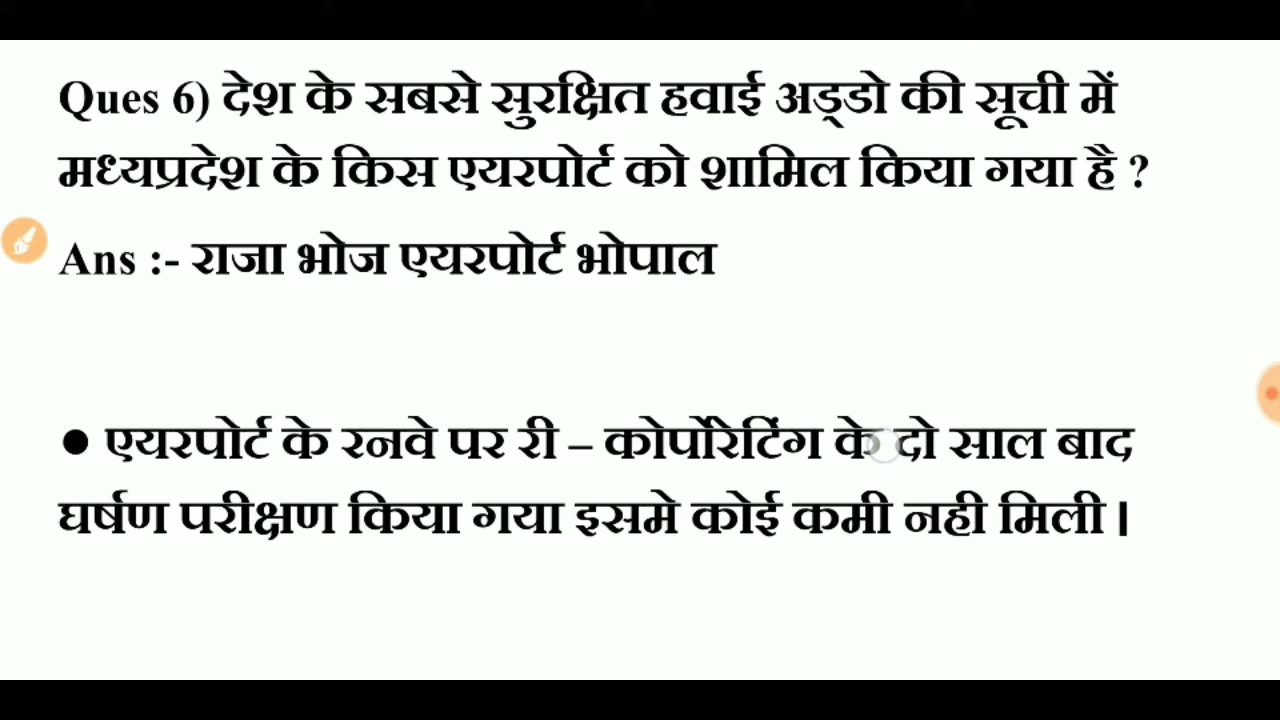 Ques 6) देश के सबसे सुरक्षित हवाई अड्डो की सूची में
मध्यप्रदेश के किस एयरपोर्ट को शामिल किया गया है ?
Ans :- राजा भोज एयरपोर्ट भोपाल
● एयरपोर्ट के रनवे पर री – कोर्पोरेटिंग के दो साल बाद
घर्षण परीक्षण किया गया इसमे कोई कमी नही मिली ।